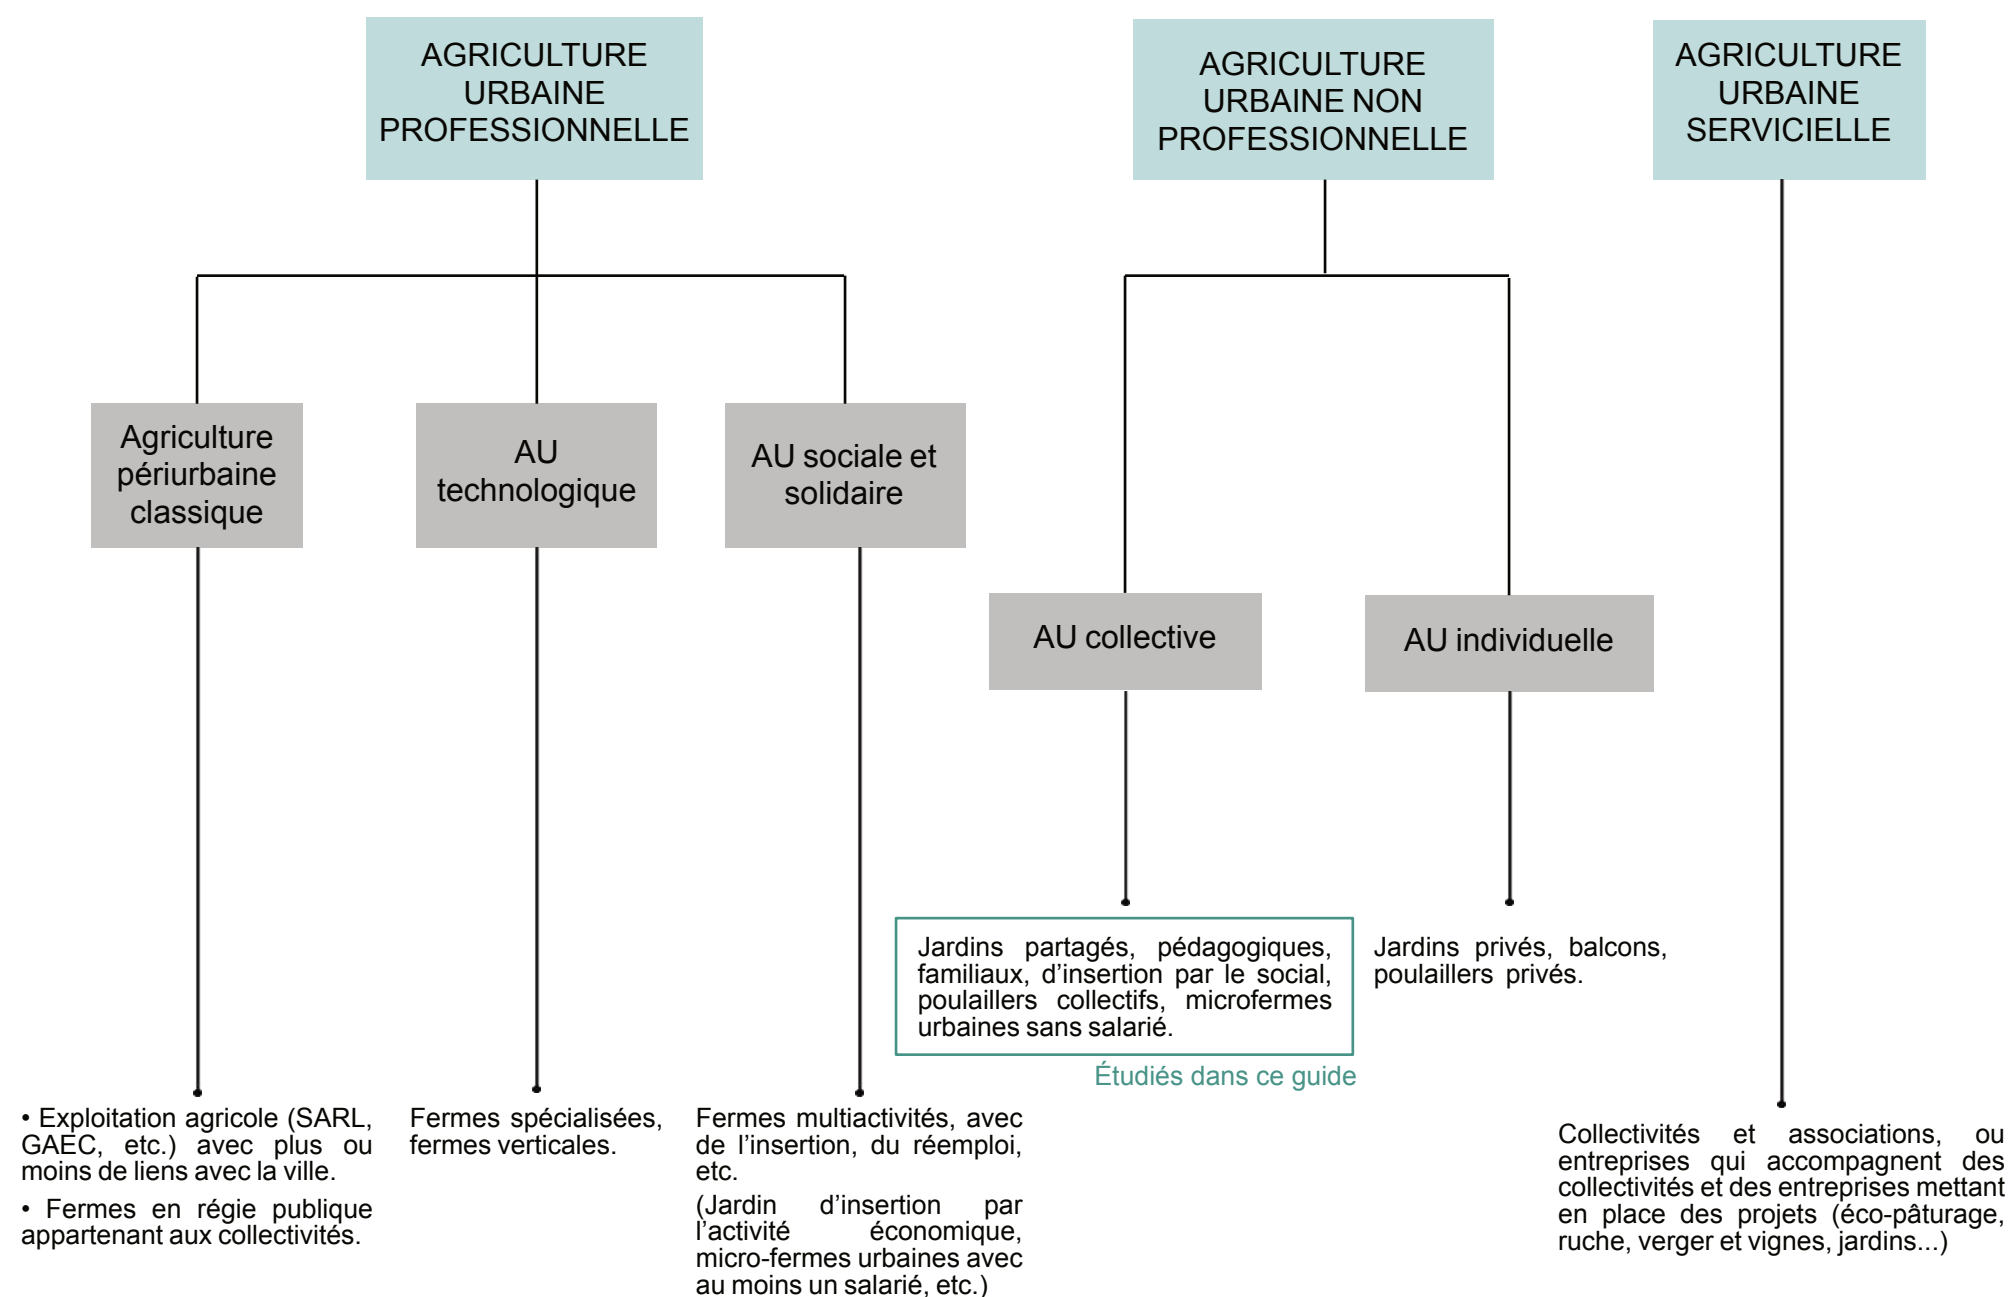 AGRICULTURE
URBAINE
PROFESSIONNELLE
AGRICULTURE
URBAINE NON
PROFESSIONNELLE
AGRICULTURE
URBAINE
SERVICIELLE
Agriculture
périurbaine
classique
AU
technologique
AU sociale et
solidaire
AU collective
AU individuelle
Jardins partagés, pédagogiques,
familiaux, d’insertion par le social,
poulaillers collectifs, microfermes
urbaines sans salarié.
Étudiés dans ce guide
Jardins privés, balcons,
poulaillers privés.
• Exploitation agricole (SARL,
GAEC, etc.) avec plus ou
moins de liens avec la ville.
• Fermes en régie publique
appartenant aux collectivités.
Fermes spécialisées,
fermes verticales.
Fermes multiactivités, avec
de l’insertion, du réemploi,
etc.
(Jardin d’insertion par
l’activité économique,
micro-fermes urbaines avec
au moins un salarié, etc.)
Collectivités et associations, ou
entreprises qui accompagnent des
collectivités et des entreprises mettant
en place des projets (éco-pâturage,
ruche, verger et vignes, jardins...)